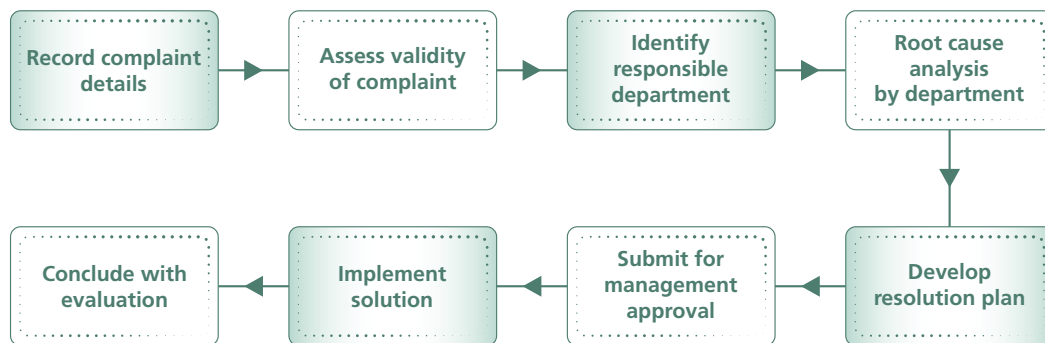 Record complaint
details
Assess validity
of complaint
Identify
responsible
department
Root cause
analysis
by department
Develop
resolution plan
Submit for
management
approval
Implement
solution
Conclude with
evaluation